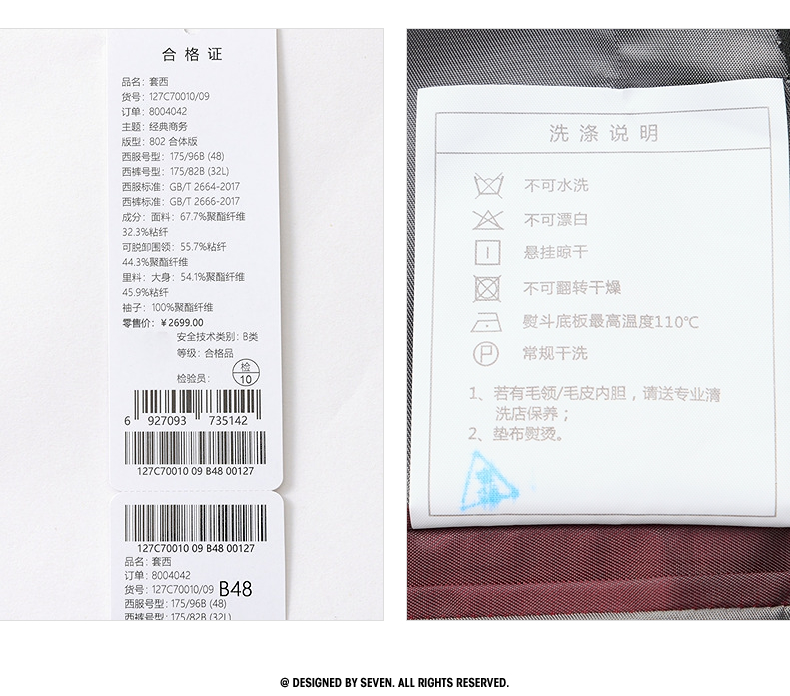 合格证
品名：套西
货号：127C70010/09
订单：8004042
主题：经典商务
版型：802 合体版
西服号型：175/96B (48)
西裤号型：175/82B (32L)
西服标准：GB/T 2664-2017
西裤标准：GB/T 2666-2017
成分：面料：67.7%聚酯纤维
32.3%粘纤
可脱卸围领：55.7%粘纤
44.3%聚酯纤维
里料：大身：54.1%聚酯纤维
45.9%粘纤
袖子：100%聚酯纤维
零售价：￥2699.00
安全技术类别：B类
等级：合格品
检验员：
检
10
6 927093 735142
127C70010 09 B48 00127
127C70010 09 B48 00127
品名：套西
订单：8004042
货号：127C70010/09 B48
西服号型：175/96B (48)
西裤号型：175/82B (32L)
洗涤说明
不可水洗
不可漂白
悬挂晾干
不可翻转干燥
熨斗底板最高温度110℃
P 常规干洗
1、若有毛领/毛皮内胆，请送专业清
洗店保养；
2、垫布熨烫。
@ DESIGNED BY SEVEN. ALL RIGHTS RESERVED.